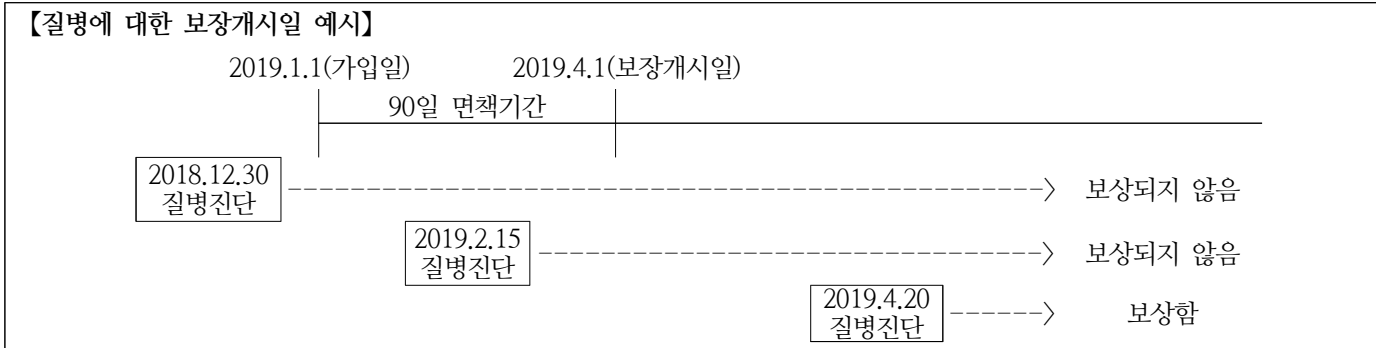 【질병에 대한 보장개시일 예시】
2019.1.1(가입일) 2019.4.1(보장개시일)
90일 면책기간
2018.12.30
질병진단
보상되지 않음
2019.2.15
질병진단
보상되지 않음
2019.4.20
질병진단
보상함